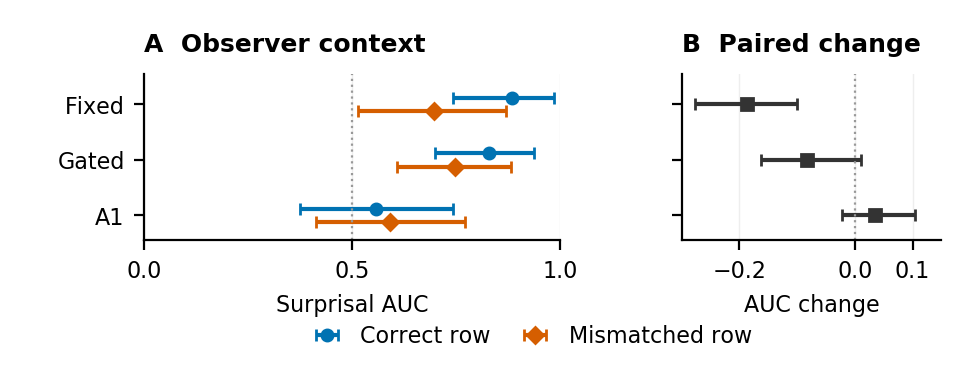 A Observer context
B Paired change
Fixed
Gated
A1
0.0 0.5 1.0
−0.2 0.0 0.1
Surprisal AUC
AUC change
Correct row
Mismatched row